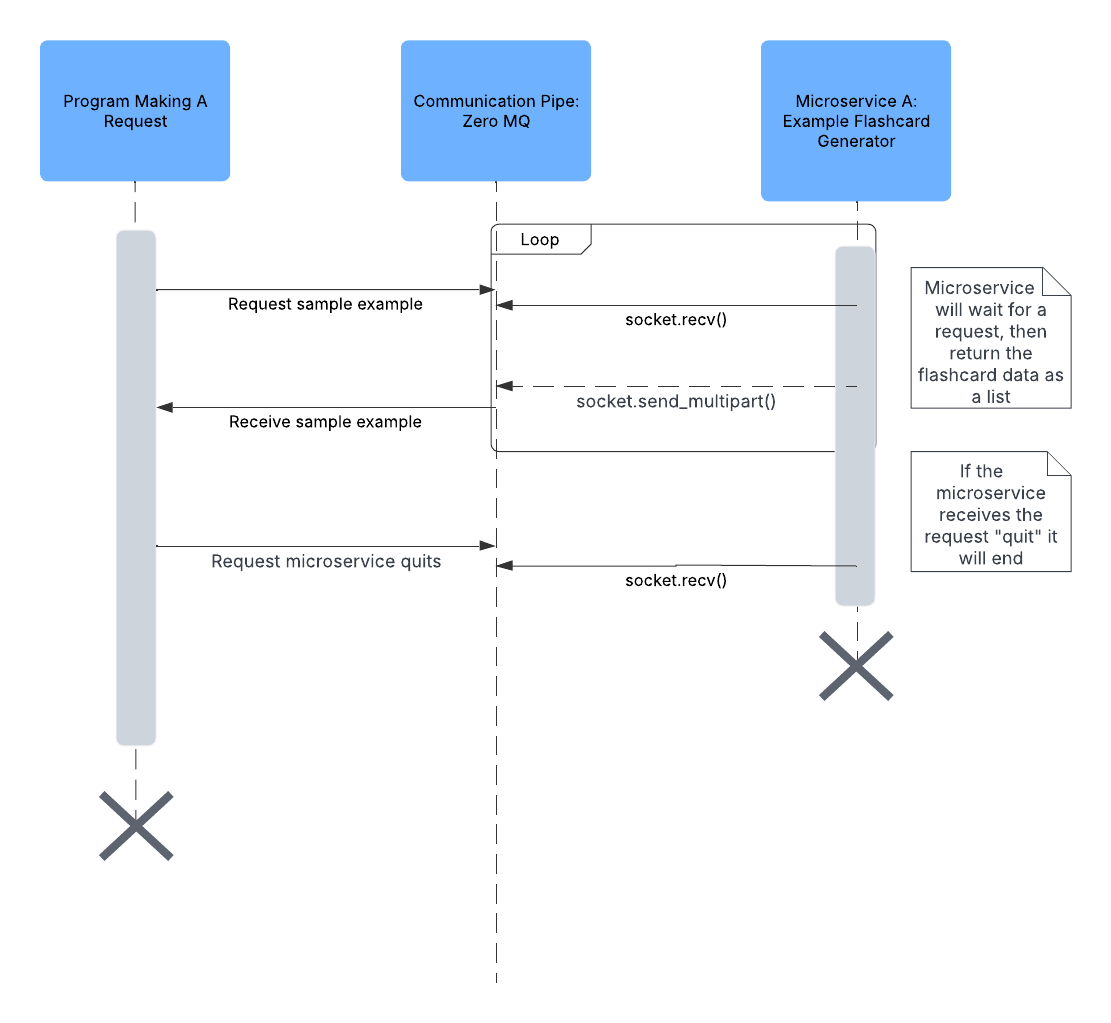 Program Making A
Request
Communication Pipe:
Zero MQ
Microservice A:
Example Flashcard
Generator
Loop
Request sample example
socket.recv()
Microservice
will wait for a
request, then
return the
flashcard data as
a list
socket.send_multipart()
Receive sample example
If the
microservice
receives the
request "quit" it
will end
Request microservice quits
socket.recv()